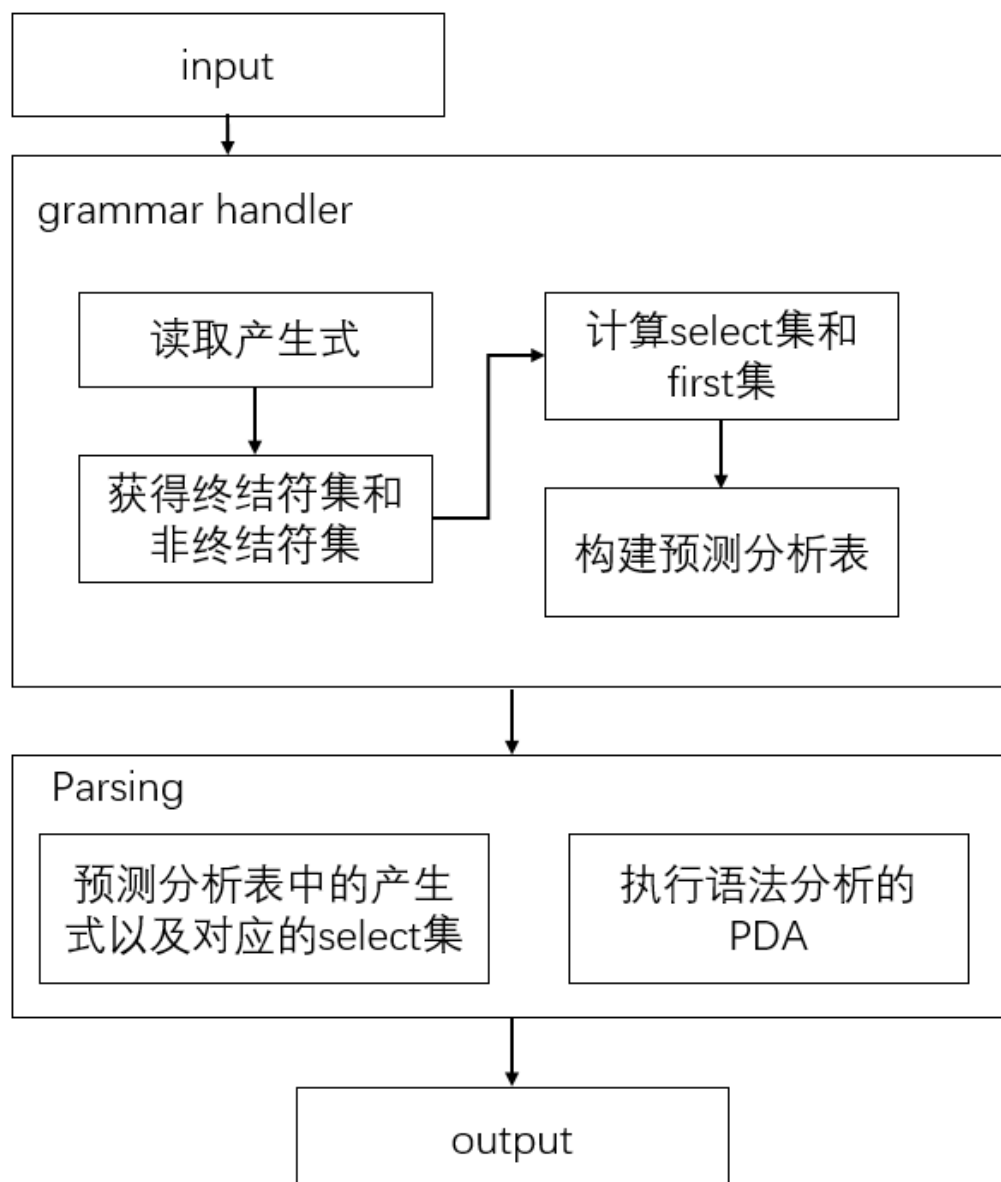 input
grammar handler
读取产生式
获得终结符集和
非终结符集
计算select集和
first集
构建预测分析表
Parsing
预测分析表中的产生
式以及对应的select集
执行语法分析的
PDA
output